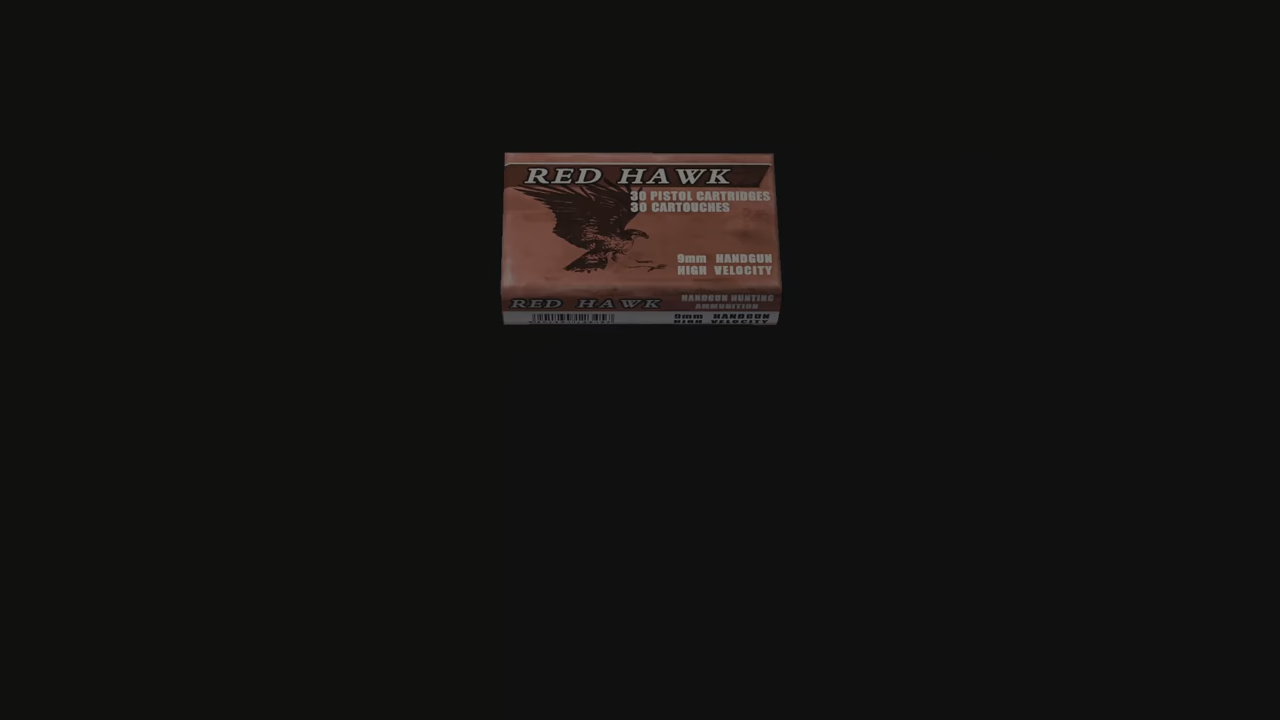 RED HAWK
30 PISTOL CARTRIDGES
30 CARTOUCHES
9mm HANDGUN
HIGH VELOCITY
RED HAWK
HANDGUN HUNTING
AMMUNITION
9mm HANDGUN
HIGH VELOCITY